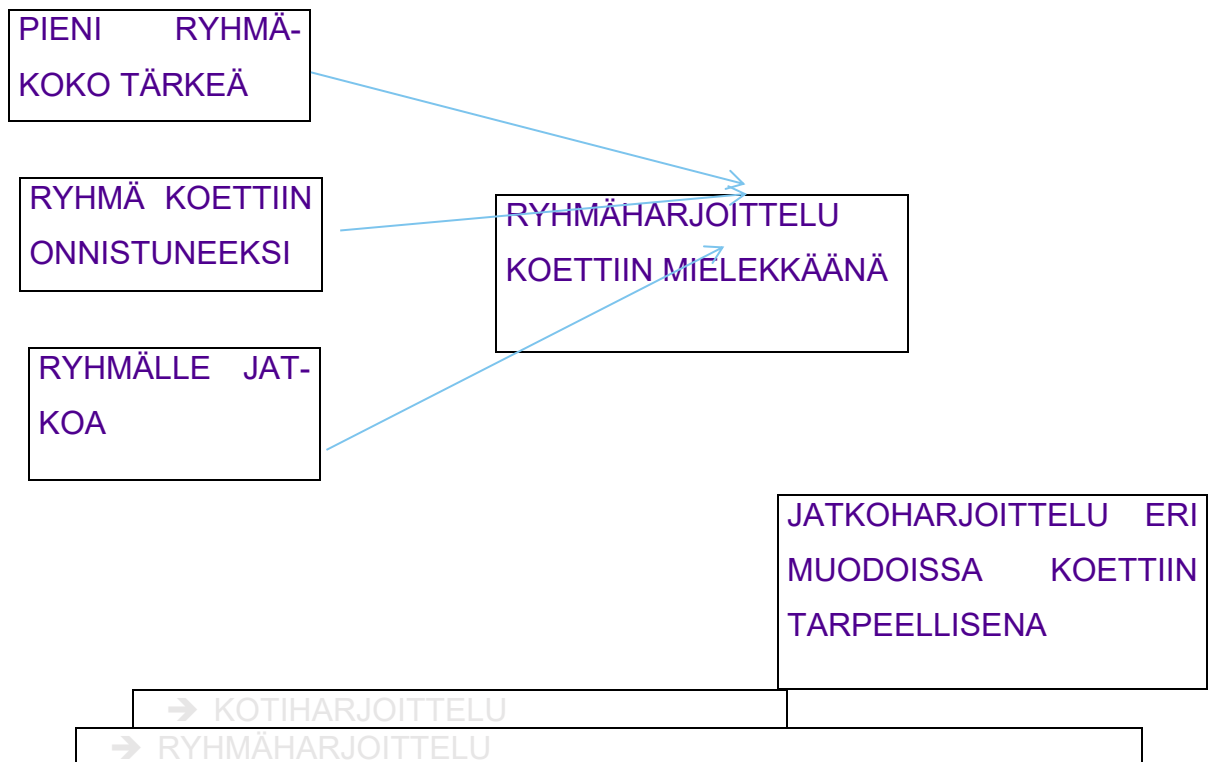 PIENI RYHMÄ-
KOKO TÄRKEÄ
RYHMÄ KOETTIIN
ONNISTUNEEKSI
RYHMÄHARJOITTELU
KOETTIIN MIELEKKÄÄNÄ
RYHMÄLLE JAT-
KOA
JATKOHARJOITTELU ERI
MUODOISSA KOETTIIN
TARPEELLISENA
➔ KOTIHARJOITTELU
➔ RYHMÄHARJOITTELU